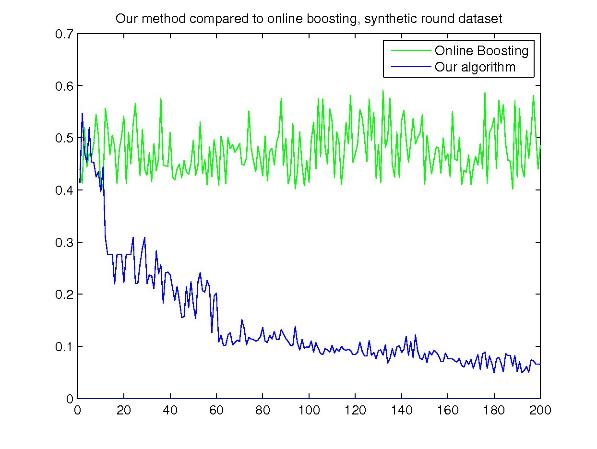 Our method compared to online boosting, synthetic round dataset
0.7
Online Boosting
Our algorithm
0.6
0.5
0.4
0.3
0.2
0.1
0
0 20 40 60 80 100 120 140 160 180 200